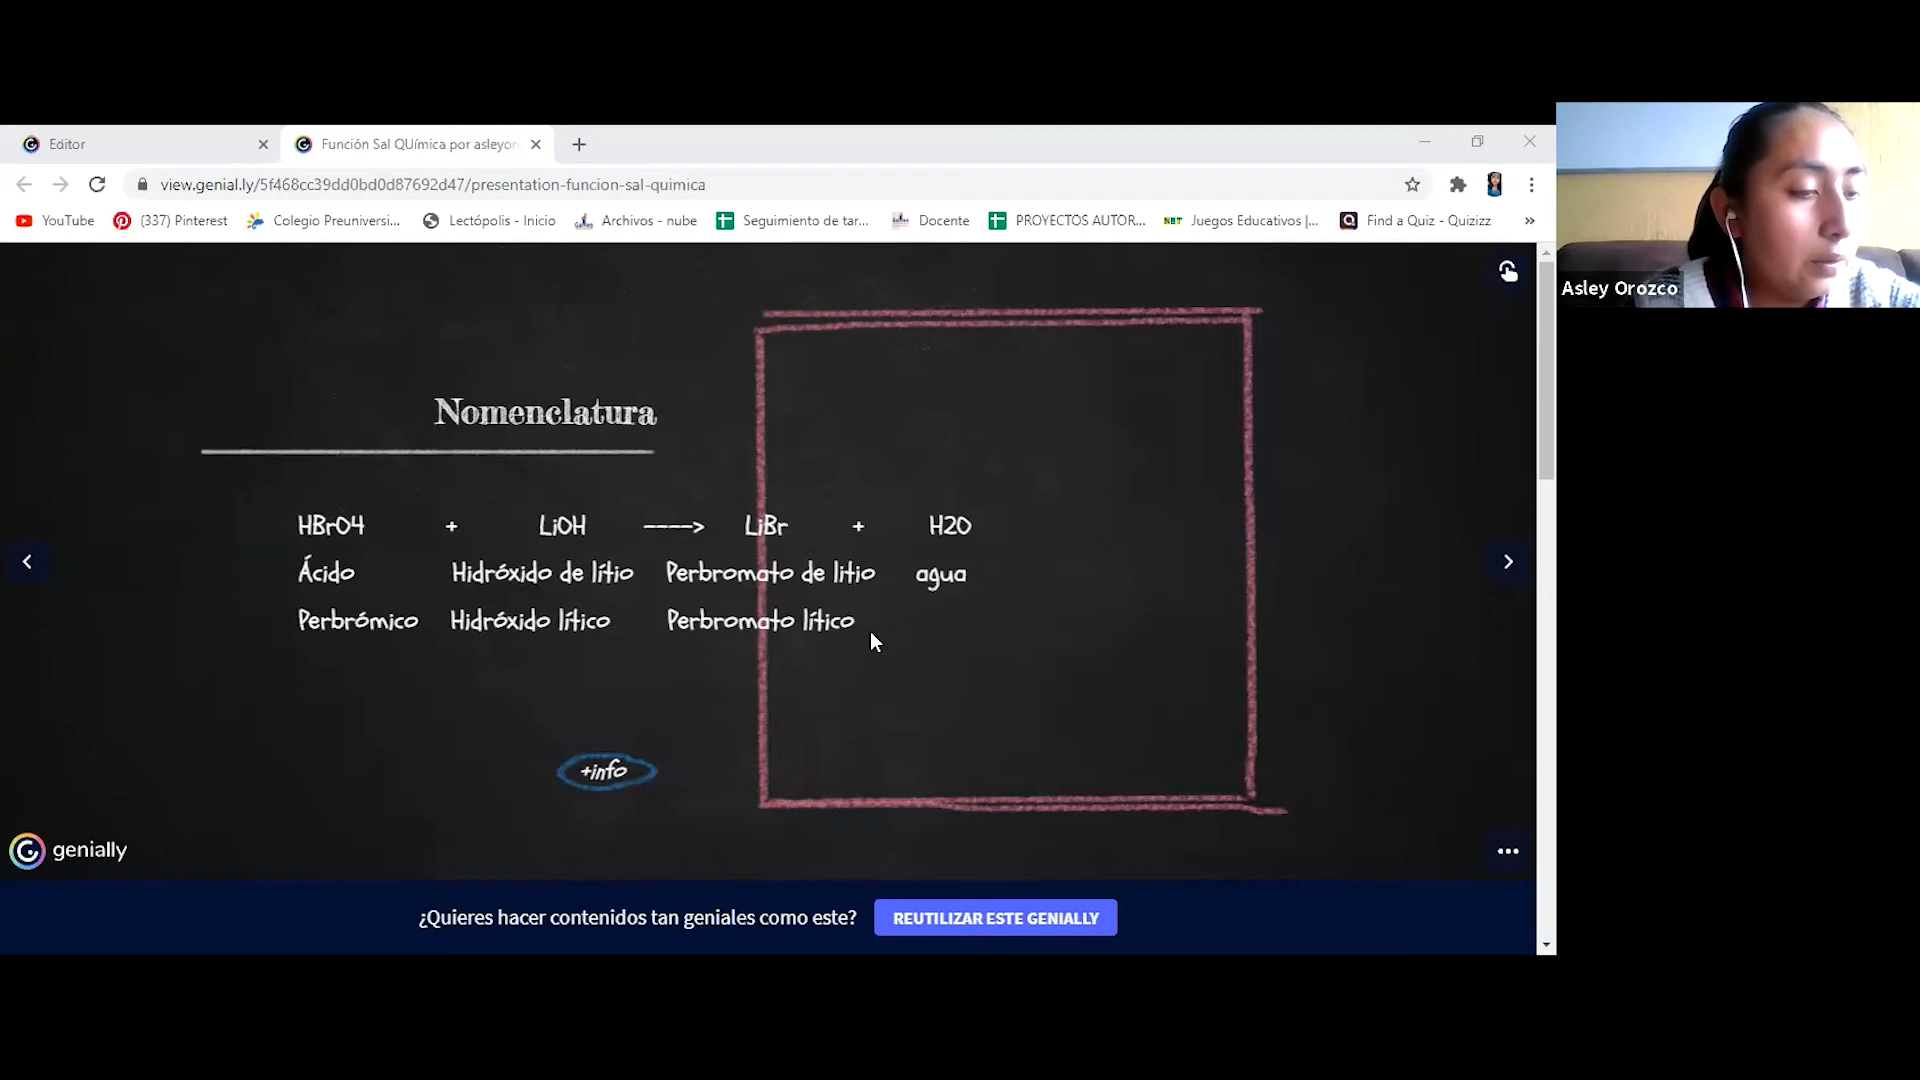 Editor
Función Sal QUímica por asleyor
view.genial.ly/5f468cc39dd0bd0d87692d47/presentation-funcion-sal-quimica
YouTube (337) Pinterest Colegio Preuniversi... Lectópolis - Inicio Archivos - nube Seguimiento de tar... Docente PROYECTOS AUTOR... Juegos Educativos |... Find a Quiz - Quizizz »
Asley Orozco
Nomenclatura
HBrO4 + LiOH ----> LiBr + H2O
Ácido Hidróxido de lítio Perbromato de litio agua
Perbrómico Hidróxido lítico Perbromato lítico
+info
genially
¿Quieres hacer contenidos tan geniales como este? REUTILIZAR ESTE GENIALLY